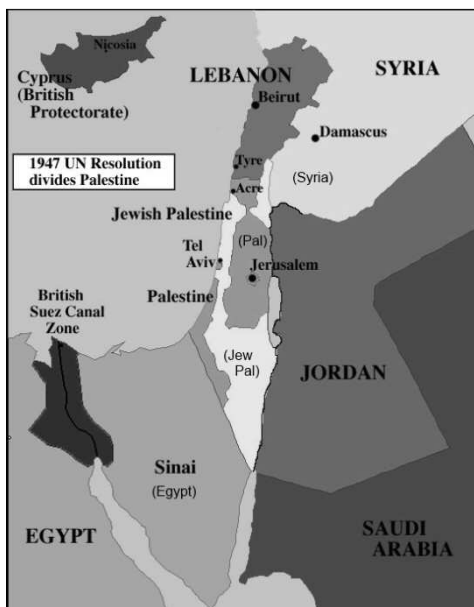 Nicosia
Cyprus
(British
Protectorate)
LEBANON
SYRIA
Beirut
Damascus
1947 UN Resolution
divides Palestine
Tyre
(Syria)
Acre
Jewish Palestine
(Pal)
Tel
Aviv
Jerusalem
Palestine
British
Suez Canal
Zone
(Jew
Pal)
JORDAN
Sinai
(Egypt)
EGYPT
SAUDI
ARABIA